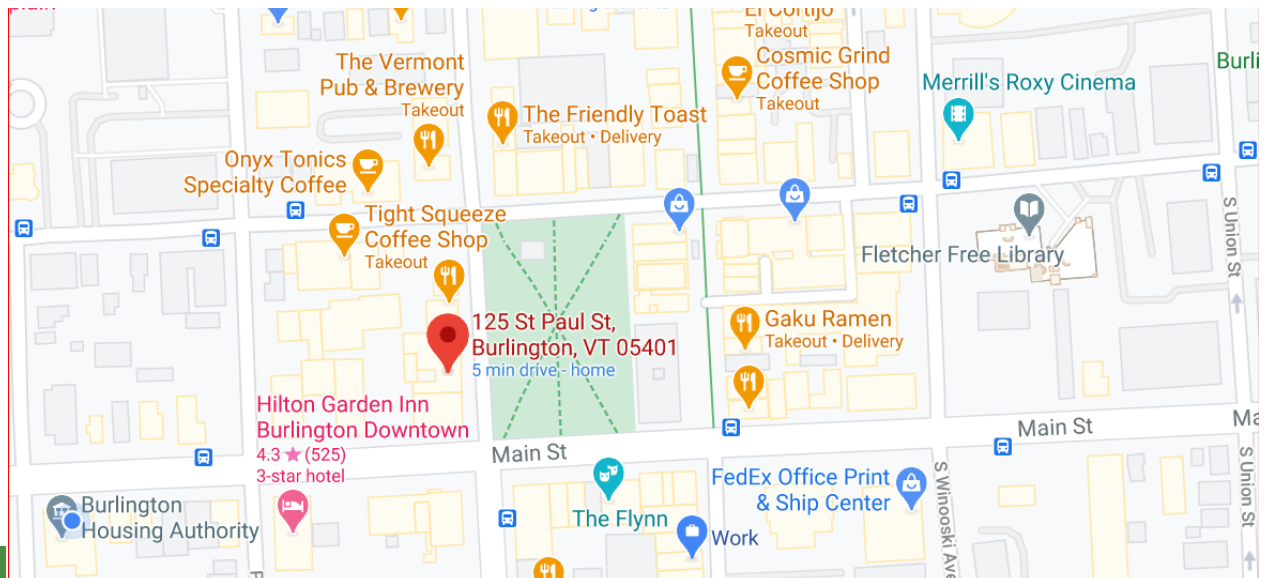 El Cortijo
Takeout
The Vermont
Pub & Brewery
Takeout
Cosmic Grind
Coffee Shop
Takeout
Burli
Merrill's Roxy Cinema
The Friendly Toast
Takeout • Delivery
Onyx Tonics
Specialty Coffee
Tight Squeeze
Coffee Shop
Takeout
Fletcher Free Library
S Union St
125 St Paul St,
Burlington, VT 05401
5 min drive - home
Gaku Ramen
Takeout • Delivery
Hilton Garden Inn
Burlington Downtown
4.3 ★ (525)
3-star hotel
Main St
Main St
Ma
FedEx Office Print
& Ship Center
S Winooski Ave
S Union St
Burlington
Housing Authority
The Flynn
Work